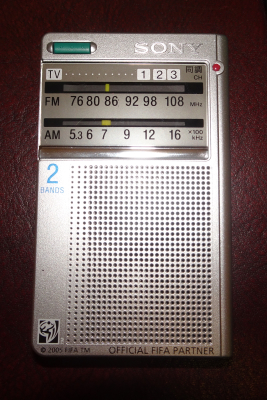 SONY
TV 1 2 3 同調 CH
FM 76 80 86 92 98 108 MHz
AM 5.3 6 7 9 12 16 ×100 kHz
2
BANDS
© 2005 FIFA TM
OFFICIAL FIFA PARTNER